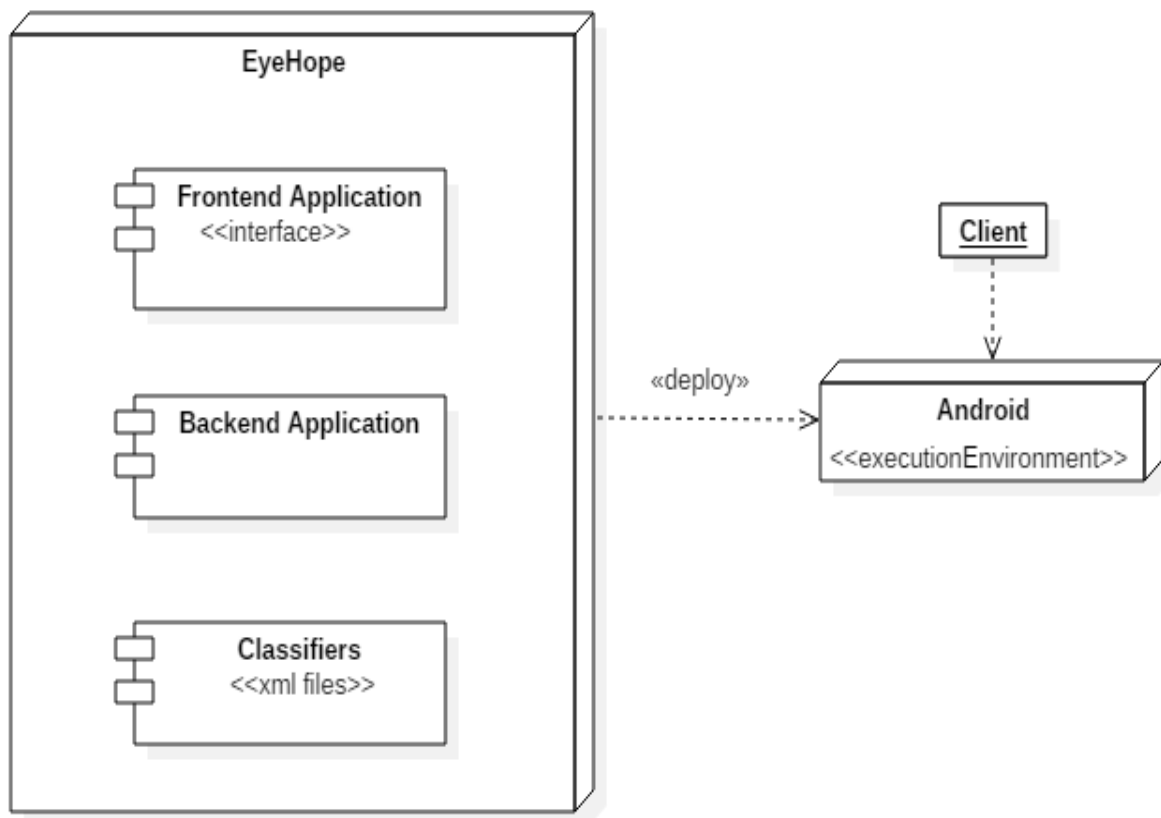 EyeHope
Frontend Application
<<interface>>
Backend Application
Classifiers
<<xml files>>
«deploy»
Client
Android
<<executionEnvironment>>